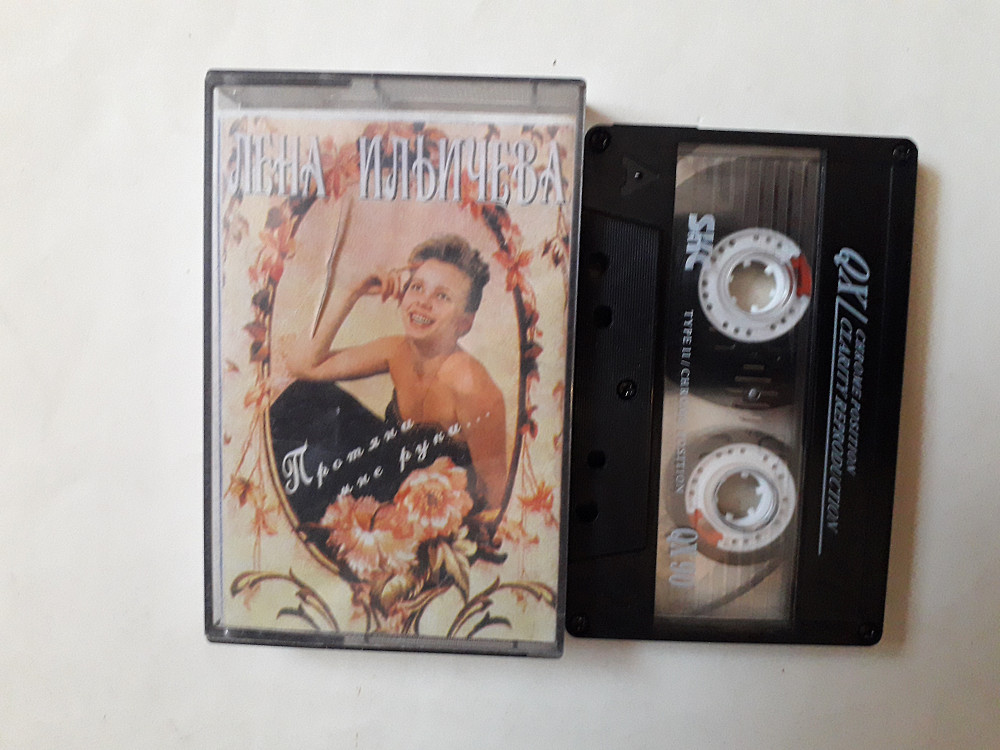 ЛЕНА ИЛЬИЧЕВА
Протяни
мне руки...
A
SKC
TYPE II / CHROME POSITION
QX 90
QX
CHROME POSITION
CLARITY REPRODUCTION